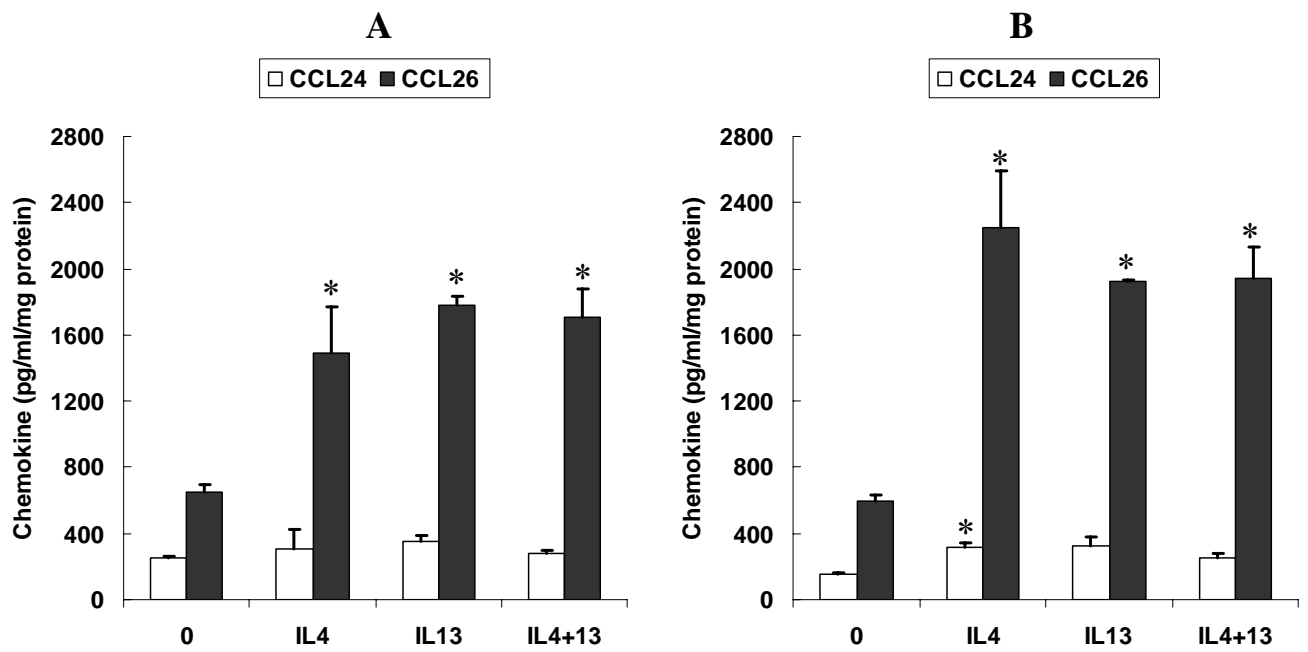 A
CCL24 CCL26
Chemokine (pg/ml/mg protein)
2800
2400
2000
1600
1200
800
400
0
* * *
0 IL4 IL13 IL4+13
B
CCL24 CCL26
Chemokine (pg/ml/mg protein)
2800
2400
2000
1600
1200
800
400
0
* * * *
0 IL4 IL13 IL4+13